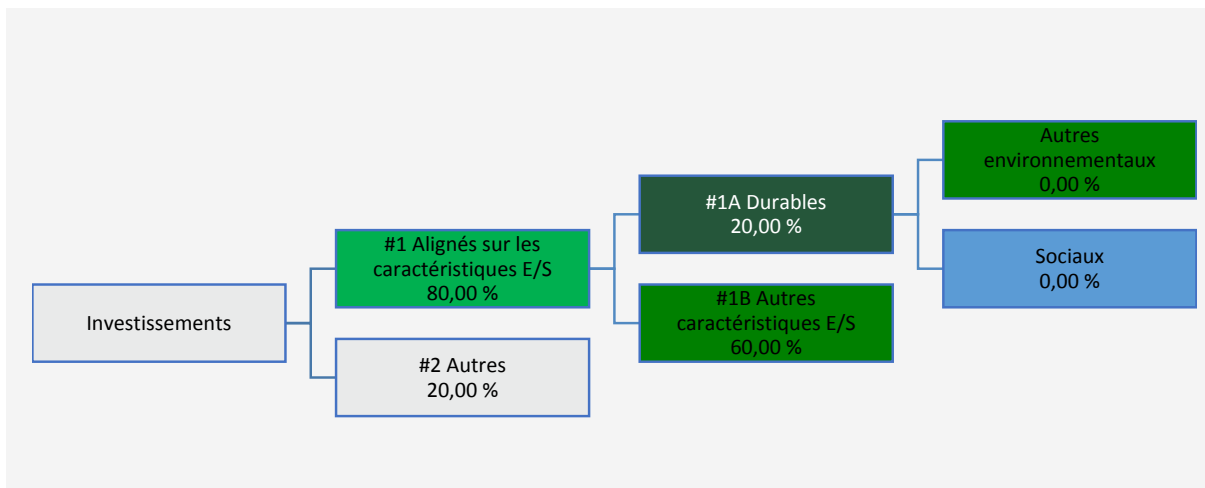 Investissements
#1 Alignés sur les
caractéristiques E/S
80,00 %
#2 Autres
20,00 %
#1A Durables
20,00 %
#1B Autres
caractéristiques E/S
60,00 %
Autres
environnementaux
0,00 %
Sociaux
0,00 %